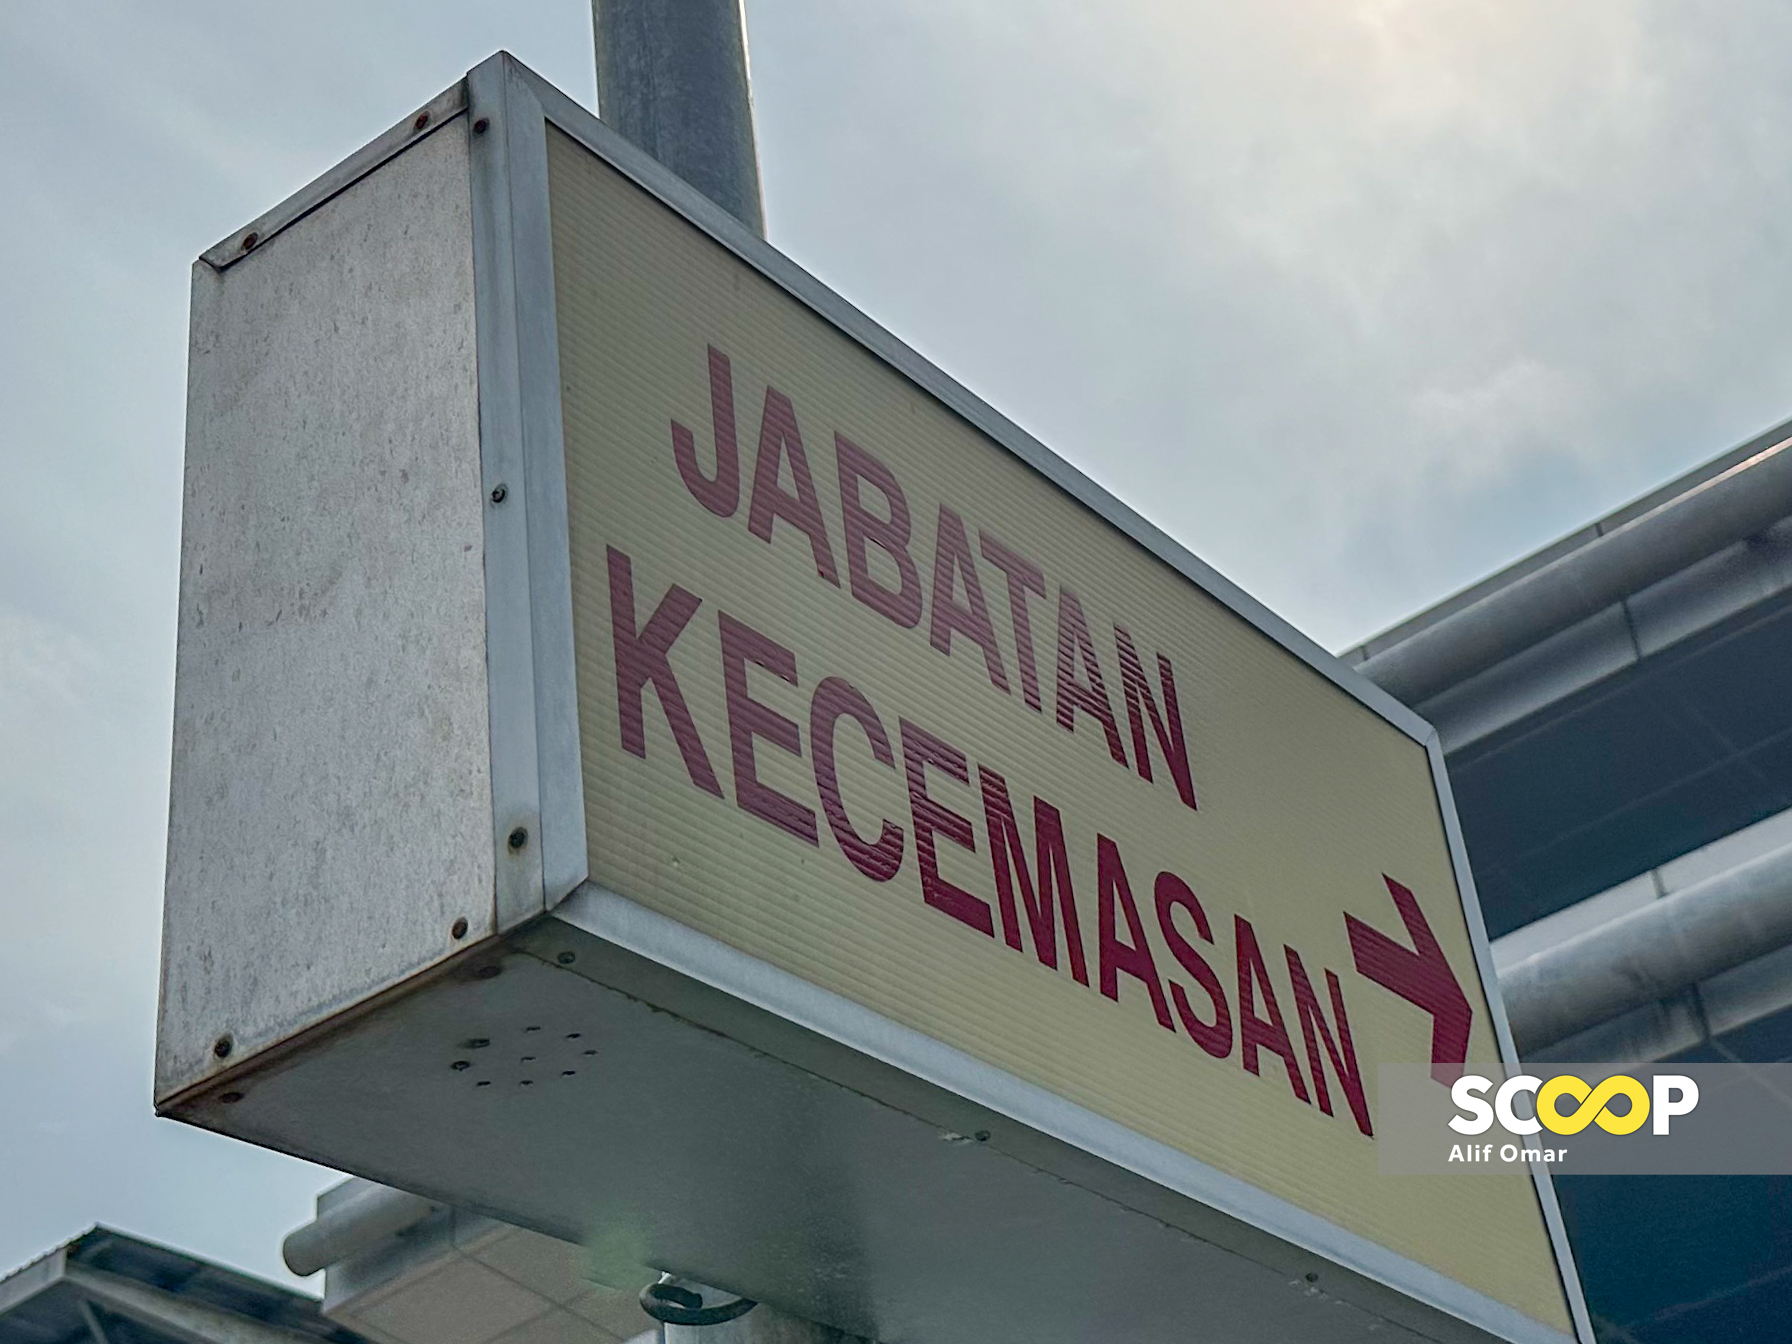 JABATAN
KECEMASAN
SCOOP
Alif Omar